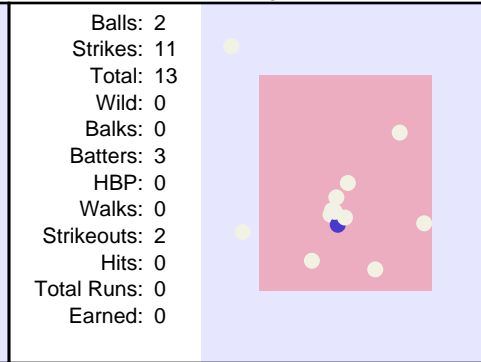 Balls: 2
Strikes: 11
Total: 13
Wild: 0
Balks: 0
Batters: 3
HBP: 0
Walks: 0
Strikeouts: 2
Hits: 0
Total Runs: 0
Earned: 0